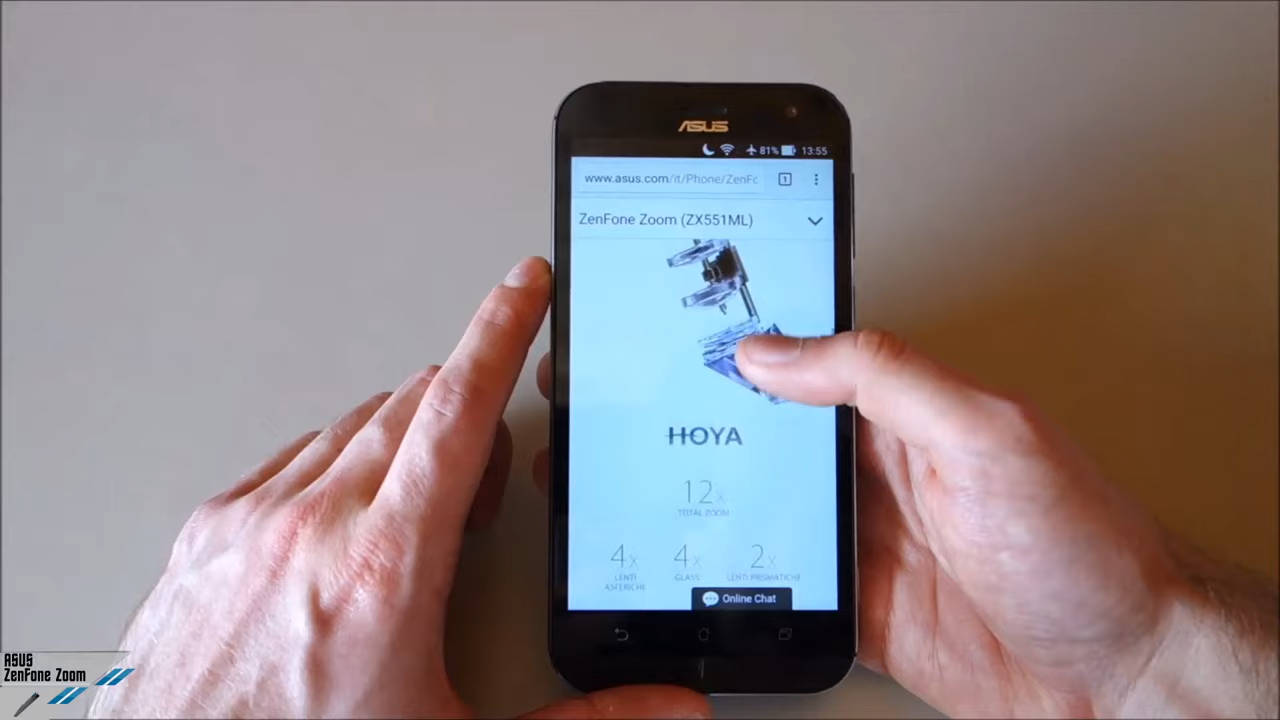 ASUS
81% 13:55
www.asus.com/it/Phone/ZenFo
1
ZenFone Zoom (ZX551ML)
HOYA
12x
TOTAL ZOOM
4x 4x 2x
LENTI ASFERICHE GLASS LENTI PRISMATICHE
Online Chat
ASUS
ZenFone Zoom